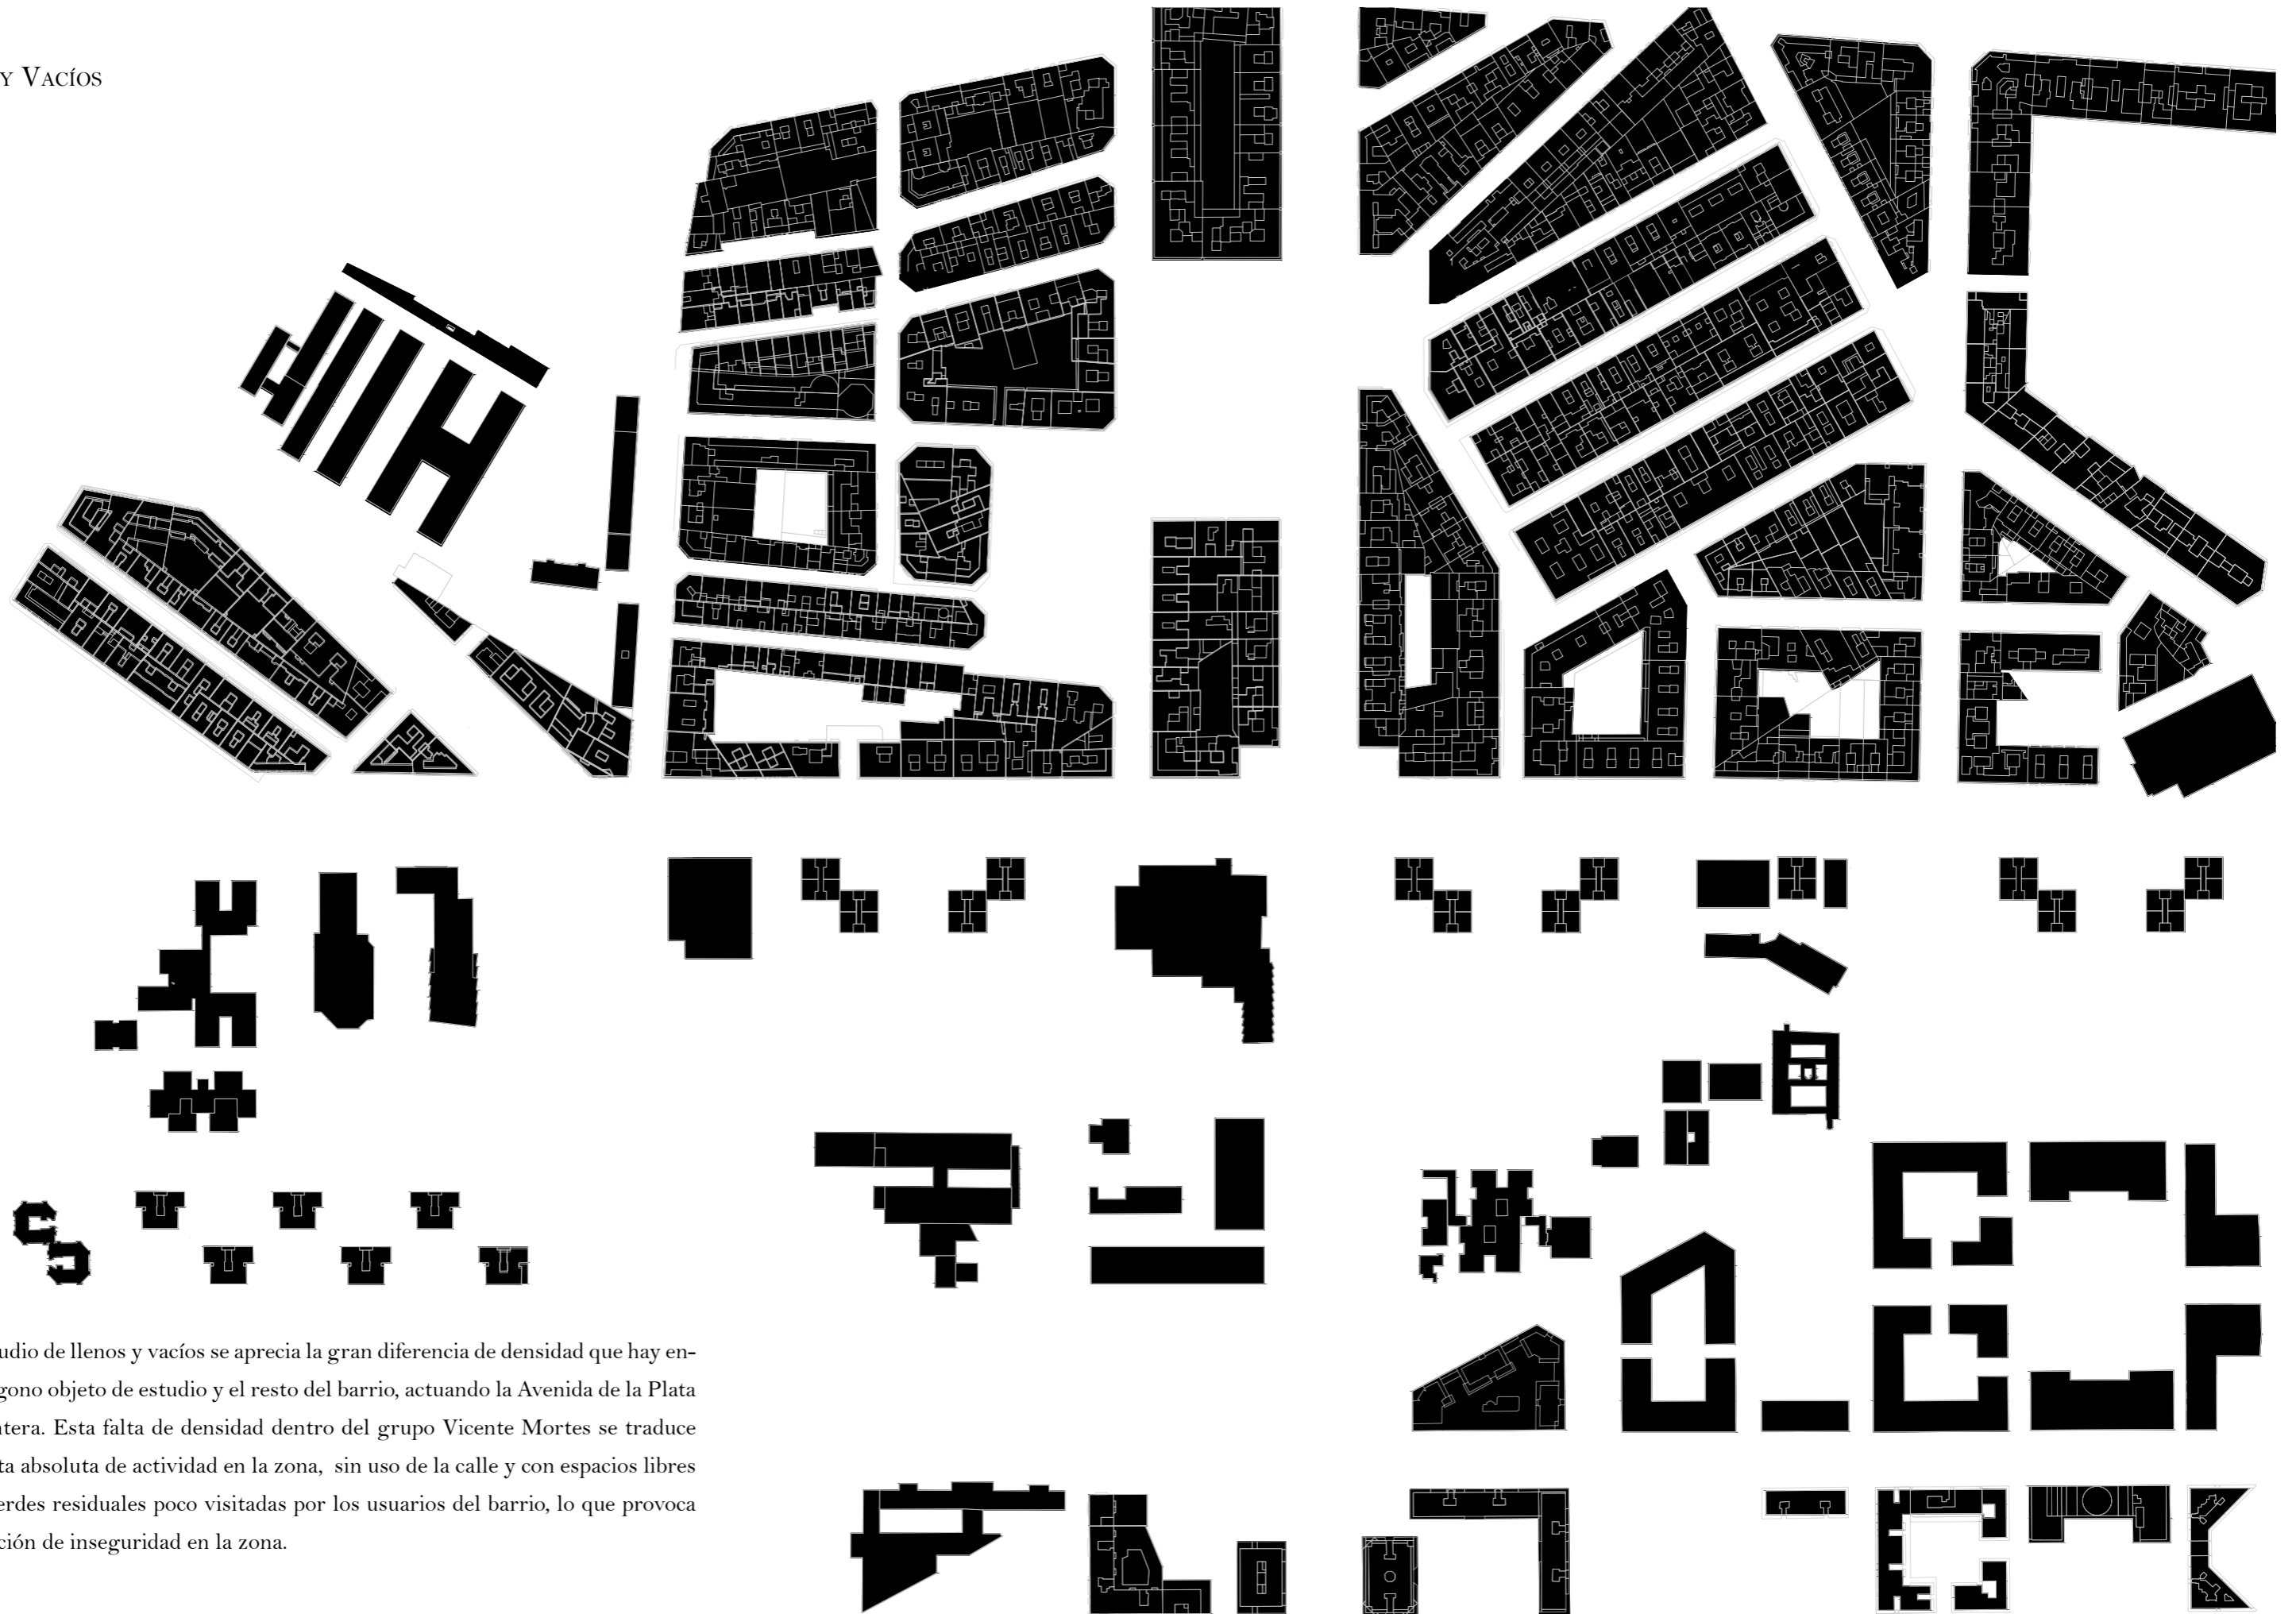 y Vacíos
udio de llenos y vacíos se aprecia la gran diferencia de densidad que hay en-
gono objeto de estudio y el resto del barrio, actuando la Avenida de la Plata
ntera. Esta falta de densidad dentro del grupo Vicente Mortes se traduce
ta absoluta de actividad en la zona, sin uso de la calle y con espacios libres
erdes residuales poco visitadas por los usuarios del barrio, lo que provoca
ción de inseguridad en la zona.